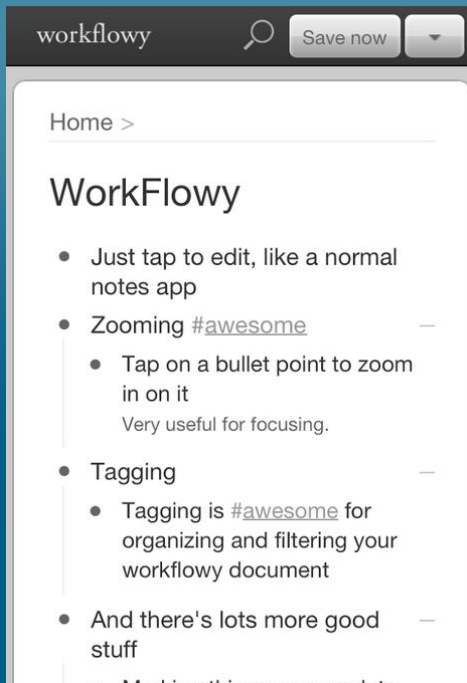 workflowy
Save now
Home >
WorkFlowy
Just tap to edit, like a normal
notes app
Zooming #awesome
Tap on a bullet point to zoom
in on it
Very useful for focusing.
Tagging
Tagging is #awesome for
organizing and filtering your
workflowy document
And there's lots more good
stuff